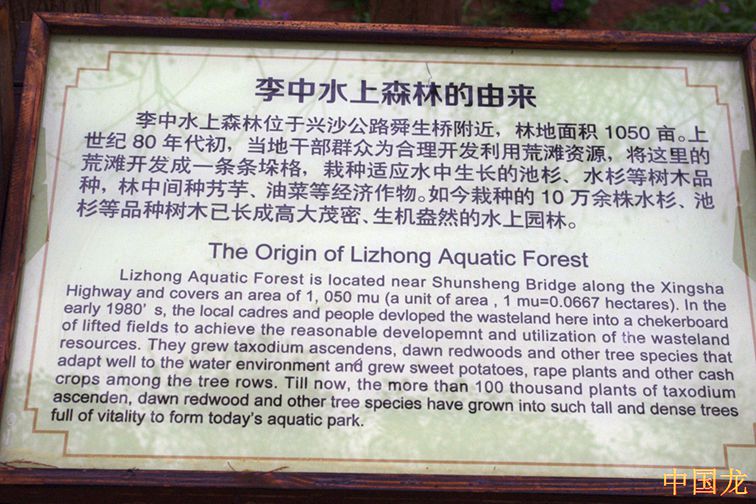 李中水上森林的由来
李中水上森林位于兴沙公路舜生桥附近，林地面积 1050 亩。上
世纪 80 年代初，当地干部群众为合理开发利用荒滩资源，将这里的
荒滩开发成一条条垛格，栽种适应水中生长的池杉、水杉等树木品
种，林中间种艿芋、油菜等经济作物。如今栽种的 10 万余株水杉、池
杉等品种树木已长成高大茂密、生机盎然的水上园林。
The Origin of Lizhong Aquatic Forest
Lizhong Aquatic Forest is located near Shunsheng Bridge along the Xingsha
Highway and covers an area of 1, 050 mu (a unit of area , 1 mu=0.0667 hectares). In the
early 1980’ s, the local cadres and people devloped the wasteland here into a chekerboard
of lifted fields to achieve the reasonable developemnt and utilization of the wasteland
resources. They grew taxodium ascendens, dawn redwoods and other tree species that
adapt well to the water environment and grew sweet potatoes, rape plants and other cash
crops among the tree rows. Till now, the more than 100 thousand plants of taxodium
ascenden, dawn redwood and other tree species have grown into such tall and dense trees
full of vitality to form today’s aquatic park.
中国龙